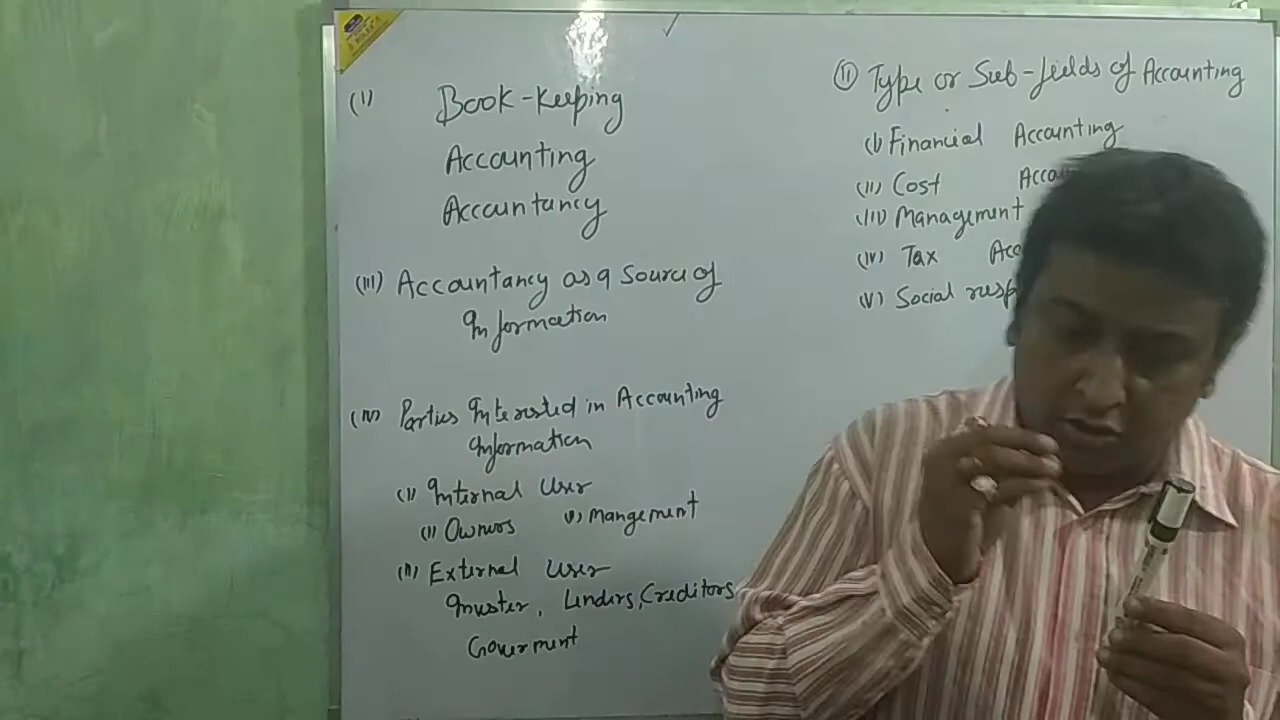 (I) Book-keeping
Accounting
Accountancy
(III) Accountancy as a source of
Information
(IV) Parties Interested in Accounting
Information
(I) Internal User
(I) Owners (II) Mangement
(II) External User
Invester, Lenders, Creditors
Goverment
(II) Type or Sub-fields of Accounting
(I) Financial Accounting
(II) Cost
(III) Management
(IV) Tax
(V) Social